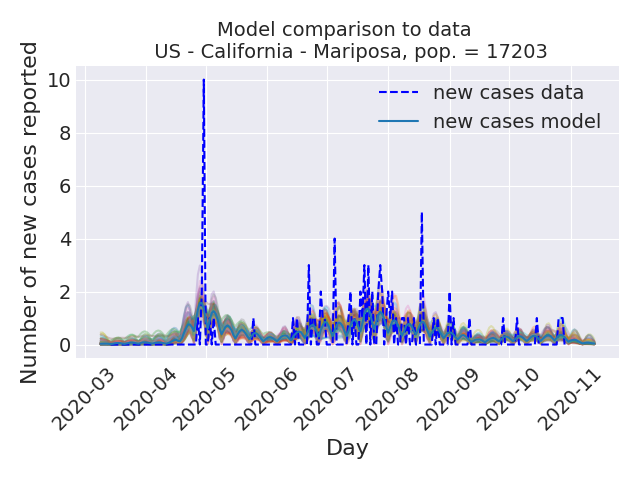 Model comparison to data
US - California - Mariposa, pop. = 17203
Number of new cases reported
10
8
6
4
2
0
new cases data
new cases model
2020-03
2020-04
2020-05
2020-06
2020-07
2020-08
2020-09
2020-10
2020-11
Day